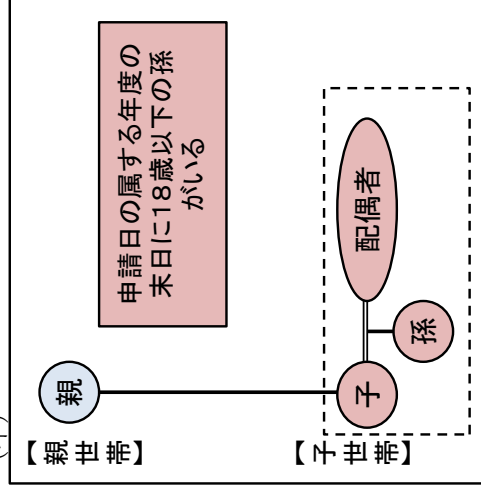 【親世帯】
親
申請日の属する年度の
末日に18歳以下の孫
がいる
【子世帯】
子
配偶者
孫